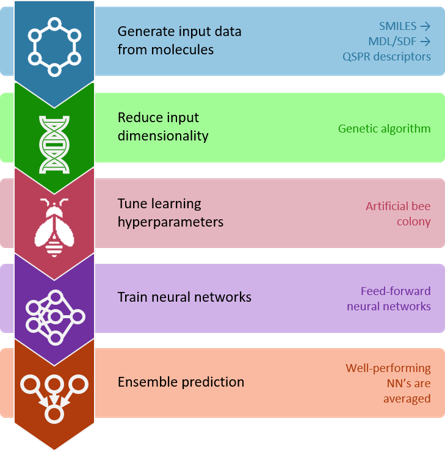 Generate input data
from molecules
SMILES →
MDL/SDF →
QSPR descriptors
Reduce input
dimensionality
Genetic algorithm
Tune learning
hyperparameters
Artificial bee
colony
Train neural networks
Feed-forward
neural networks
Ensemble prediction
Well-performing
NN's are
averaged